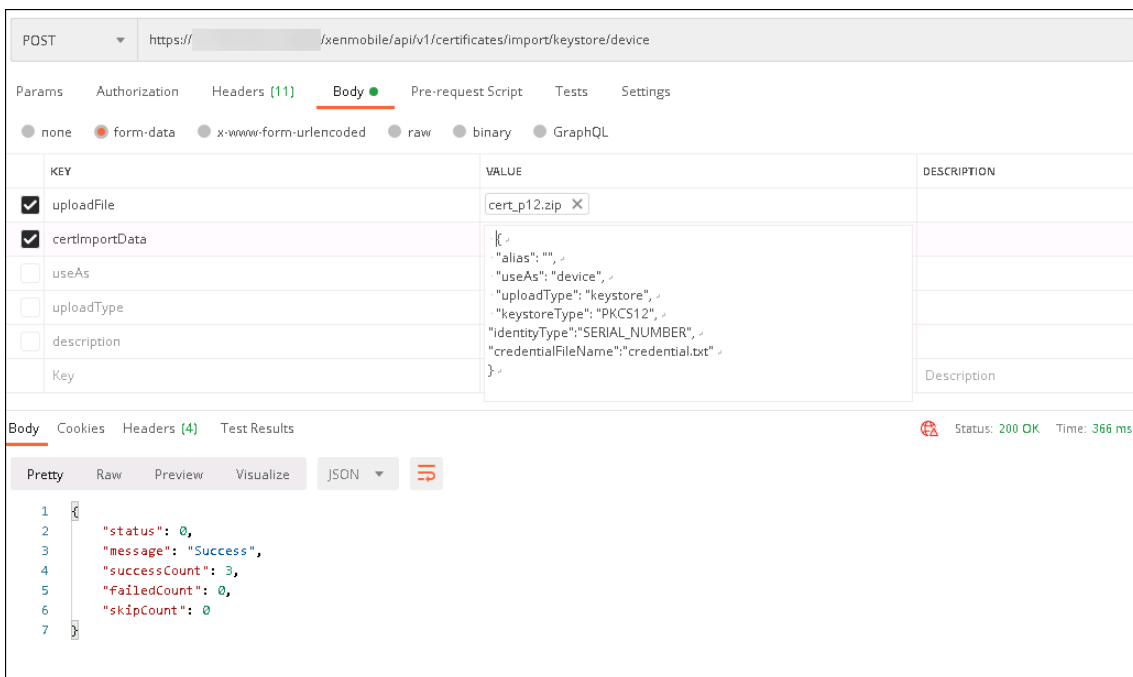 POST https:// /xenmobile/api/v1/certificates/import/keystore/device
Params Authorization Headers (11) Body Pre-request Script Tests Settings
none form-data x-www-form-urlencoded raw binary GraphQL
KEY VALUE DESCRIPTION
uploadFile cert_p12.zip
certImportData
{
"alias": "",
"useAs": "device",
"uploadType": "keystore",
"keystoreType": "PKCS12",
"identityType":"SERIAL_NUMBER",
"credentialFileName":"credential.txt"
}
useAs
uploadType
description
Key Description
Body Cookies Headers (4) Test Results Status: 200 OK Time: 366 ms
Pretty Raw Preview Visualize JSON
1 {
2 "status": 0,
3 "message": "Success",
4 "successCount": 3,
5 "failedCount": 0,
6 "skipCount": 0
7 }